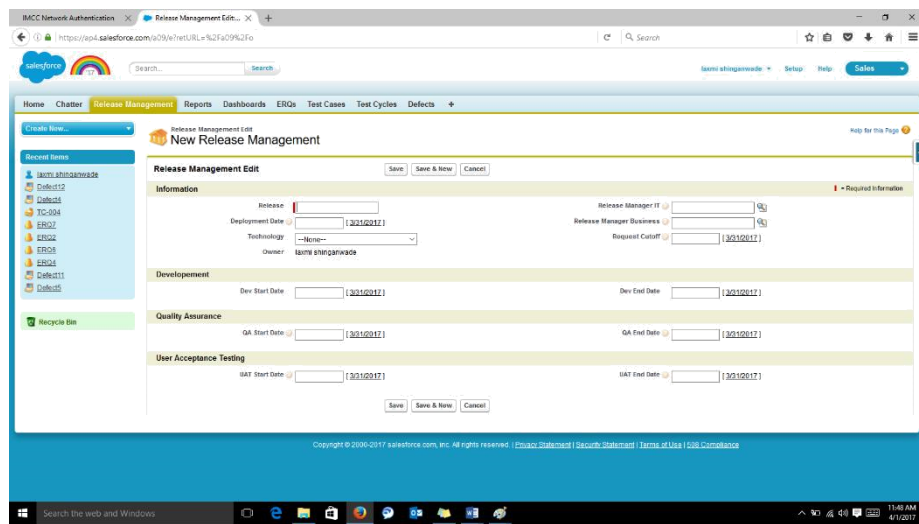 IMCC Network Authentication
Release Management Edit...
https://ap4.salesforce.com/a09/e?retURL=%2Fa09%2Fo
Search
salesforce
'17
Search...
Search
laxmi shinganwade
Setup
Help
Sales
Home Chatter Release Management Reports Dashboards ERQs Test Cases Test Cycles Defects +
Create New...
Recent Items
laxmi shinganwade
Defect12
Defect4
TC-004
ERQ7
ERQ2
ERQ6
ERQ4
Defect11
Defect5
Recycle Bin
Release Management Edit
New Release Management
Help for this Page
Release Management Edit
Save Save & New Cancel
Information
= Required Information
Release
Release Manager IT
Deployment Date [ 3/31/2017 ]
Release Manager Business
Technology --None--
Request Cutoff [ 3/31/2017 ]
Owner laxmi shinganwade
Developement
Dev Start Date [ 3/31/2017 ]
Dev End Date [ 3/31/2017 ]
Quality Assurance
QA Start Date [ 3/31/2017 ]
QA End Date [ 3/31/2017 ]
User Acceptance Testing
UAT Start Date [ 3/31/2017 ]
UAT End Date [ 3/31/2017 ]
Save Save & New Cancel
Copyright © 2000-2017 salesforce.com, inc. All rights reserved. | Privacy Statement | Security Statement | Terms of Use | 508 Compliance
Search the web and Windows
11:48 AM
4/1/2017